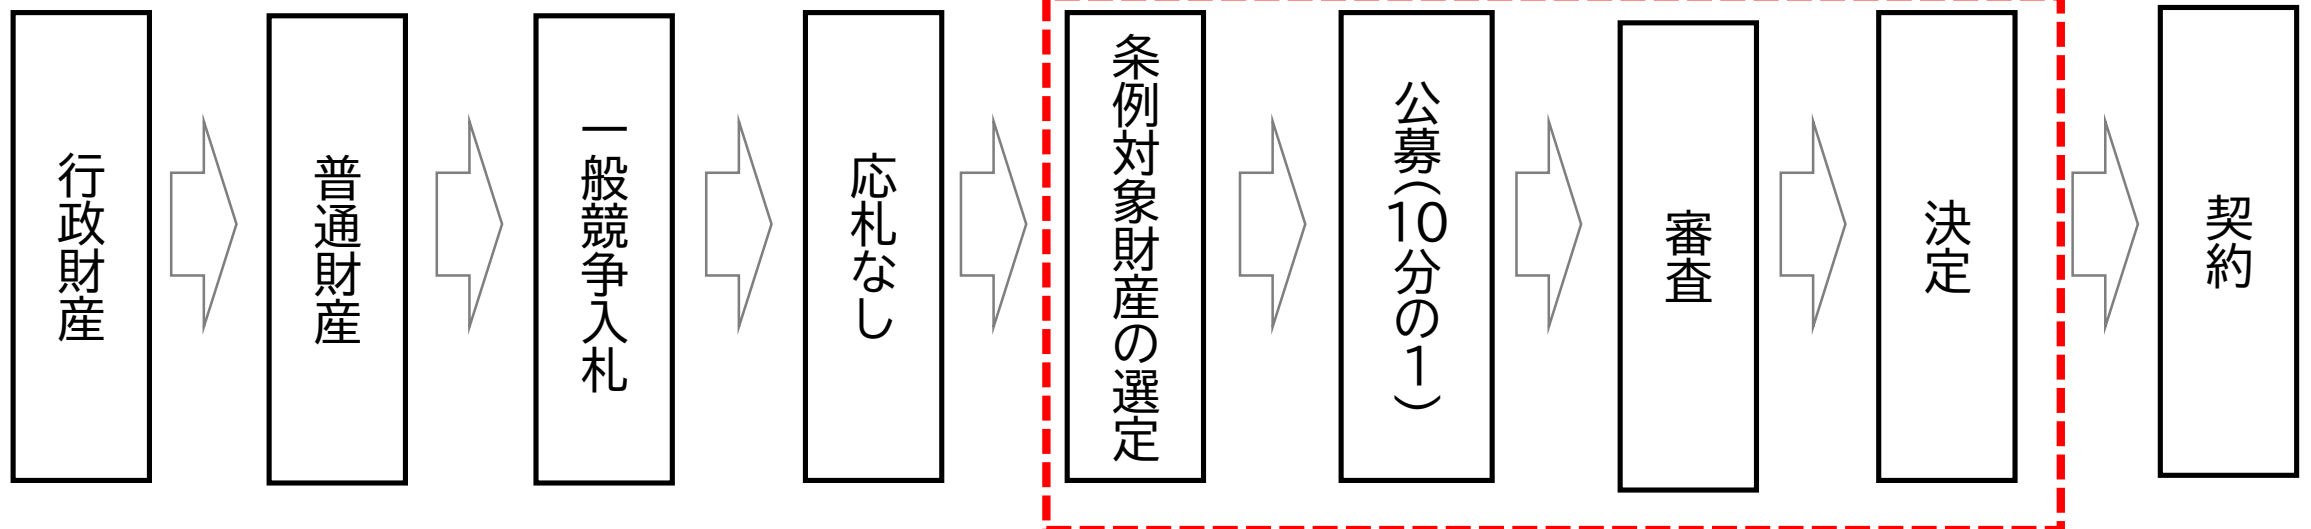 行政財産
普通財産
一般競争入札
応札なし
条例対象財産の選定
公募(10分の1)
審査
決定
契約